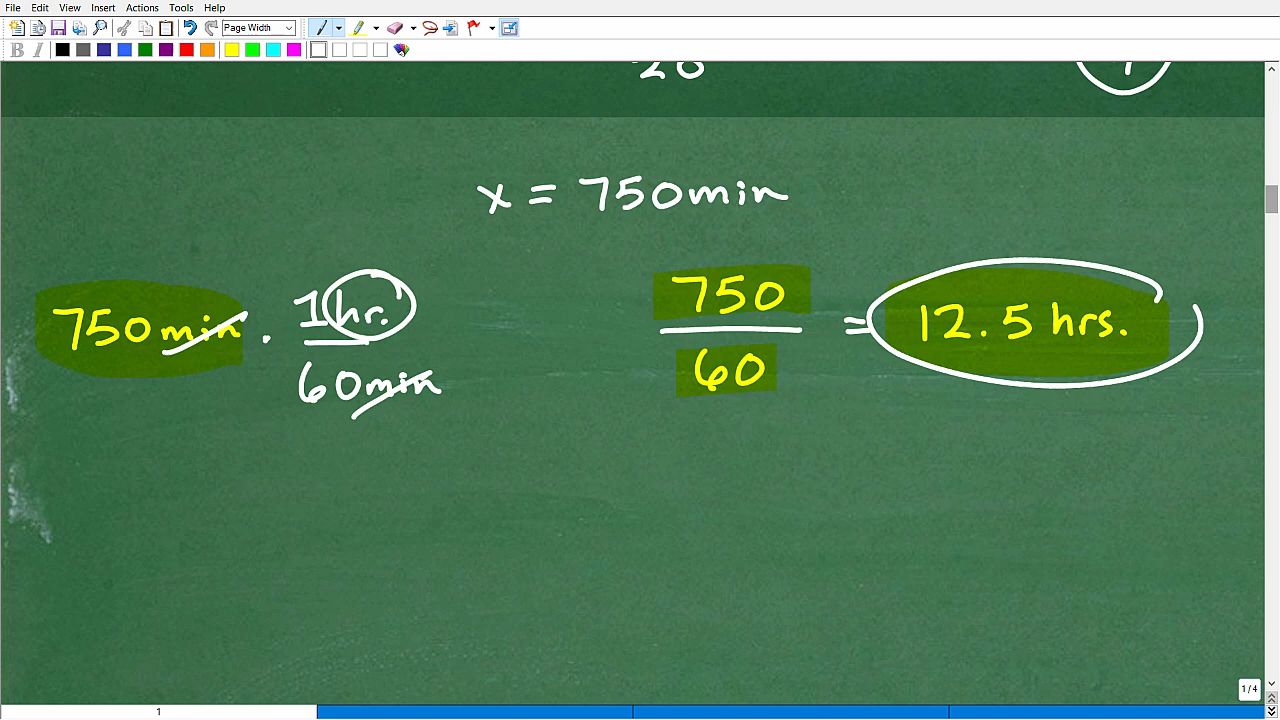 File Edit View Insert Actions Tools Help
Page Width
B I
20
x = 750min
750min . 1hr. 750 = 12.5 hrs.
60min 60
1/4
1